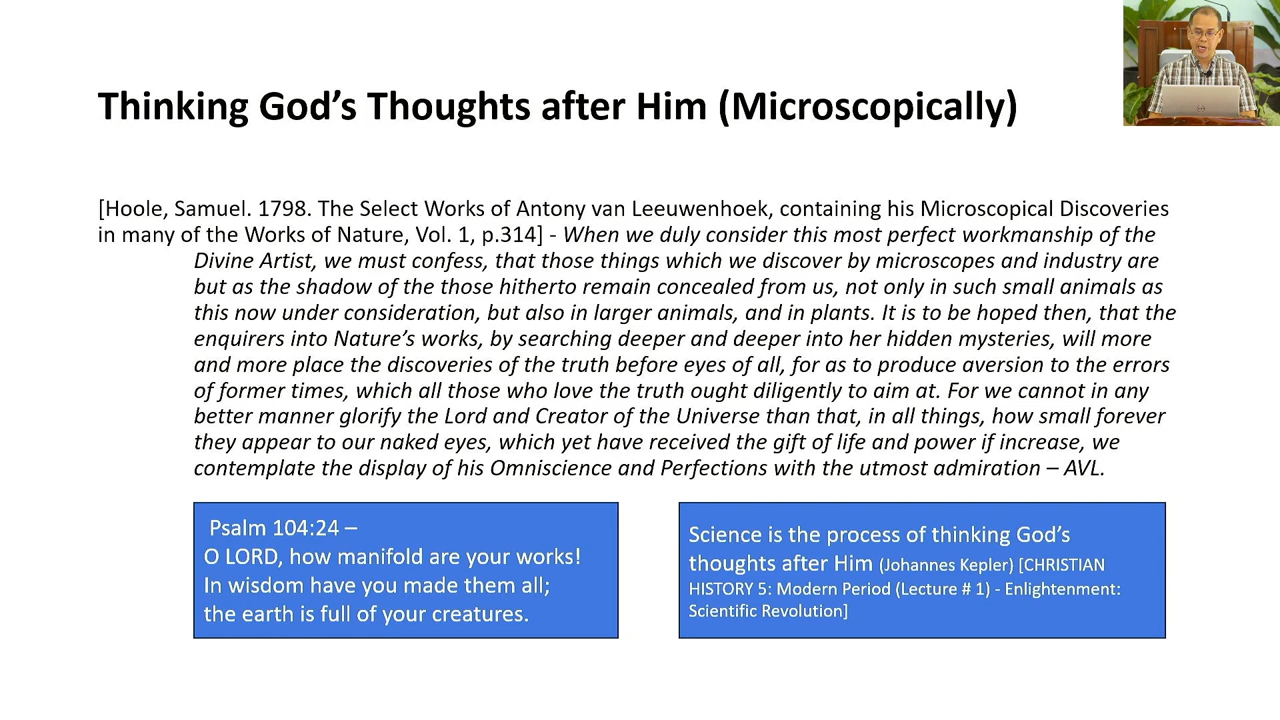 Thinking God's Thoughts after Him (Microscopically)
[Hoole, Samuel. 1798. The Select Works of Antony van Leeuwenhoek, containing his Microscopical Discoveries
in many of the Works of Nature, Vol. 1, p.314] - When we duly consider this most perfect workmanship of the
Divine Artist, we must confess, that those things which we discover by microscopes and industry are
but as the shadow of the those hitherto remain concealed from us, not only in such small animals as
this now under consideration, but also in larger animals, and in plants. It is to be hoped then, that the
enquirers into Nature's works, by searching deeper and deeper into her hidden mysteries, will more
and more place the discoveries of the truth before eyes of all, for as to produce aversion to the errors
of former times, which all those who love the truth ought diligently to aim at. For we cannot in any
better manner glorify the Lord and Creator of the Universe than that, in all things, how small forever
they appear to our naked eyes, which yet have received the gift of life and power if increase, we
contemplate the display of his Omniscience and Perfections with the utmost admiration – AVL.
Psalm 104:24 –
O LORD, how manifold are your works!
In wisdom have you made them all;
the earth is full of your creatures.
Science is the process of thinking God's
thoughts after Him (Johannes Kepler) [CHRISTIAN
HISTORY 5: Modern Period (Lecture # 1) - Enlightenment:
Scientific Revolution]